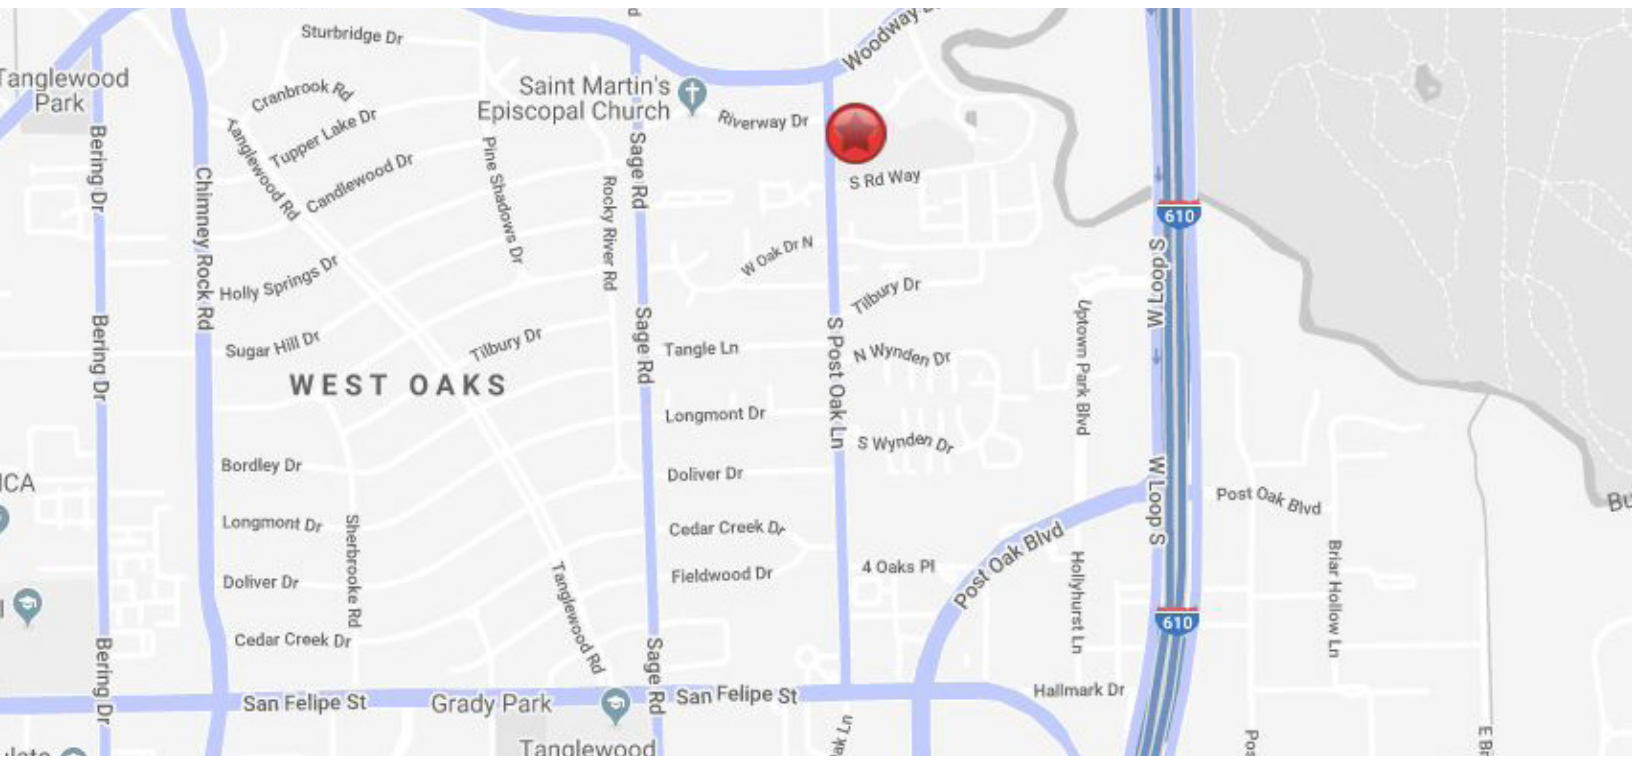 Sturbridge Dr
Woodway
Tanglewood
Park
Cranbrook Rd
Saint Martin's
Episcopal Church
Tupper Lake Dr
Riverway Dr
Tanglewood Rd
Bering Dr
Pine Shadows Dr
Sage Rd
Candlewood Dr
Chimney Rock Rd
Rocky River Rd
S Rd Way
610
W Oak Dr N
S Loop W
Holly Springs Dr
Tilbury Dr
Uptown Park Blvd
Bering Dr
Sage Rd
S Post Oak Ln
Sugar Hill Dr
Tilbury Dr
Tangle Ln
N Wynden Dr
WEST OAKS
Longmont Dr
S Wynden Dr
Bordley Dr
Doliver Dr
W Loop S
Post Oak Blvd
Longmont Dr
Sherbrooke Rd
Cedar Creek Dr
Post Oak Blvd
Doliver Dr
Tanglewood Rd
Fieldwood Dr
4 Oaks Pl
Hollyhurst Ln
Briar Hollow Ln
610
Cedar Creek Dr
Bering Dr
Sage Rd
San Felipe St
Grady Park
San Felipe St
Hallmark Dr
Tanglewood